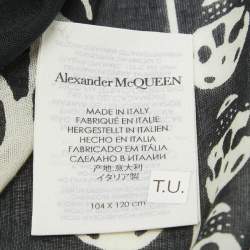 Alexander McQUEEN
MADE IN ITALY
FABRIQUÉ EN ITALIE
HERGESTELLT IN ITALIEN
HECHO EN ITALIA
FABRICADO EM ITÁLIA
СДЕЛАНО В ИТАЛИИ
产地:意大利
イタリア製
T.U.
104 X 120 cm